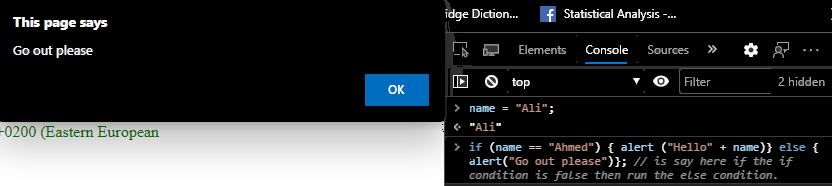 This page says
Go out please
OK
+0200 (Eastern European
idge Diction...
Statistical Analysis -...
Elements
Console
Sources
top
Filter
2 hidden
name = "Ali";
"Ali"
if (name == "Ahmed") { alert ("Hello" + name)} else {
alert("Go out please")}; // is say here if the if
condition is false then run the else condition.